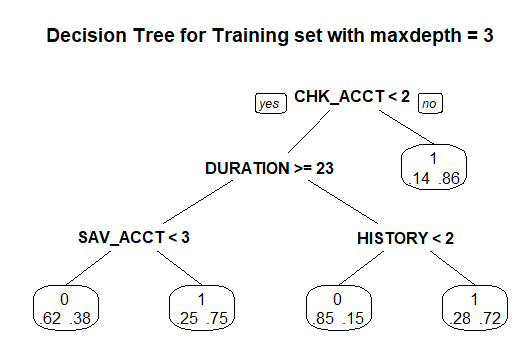 Decision Tree for Training set with maxdepth = 3
yes CHK_ACCT < 2 no
DURATION >= 23
1
.14 .86
SAV_ACCT < 3
HISTORY < 2
0
.62 .38
1
.25 .75
0
.85 .15
1
.28 .72